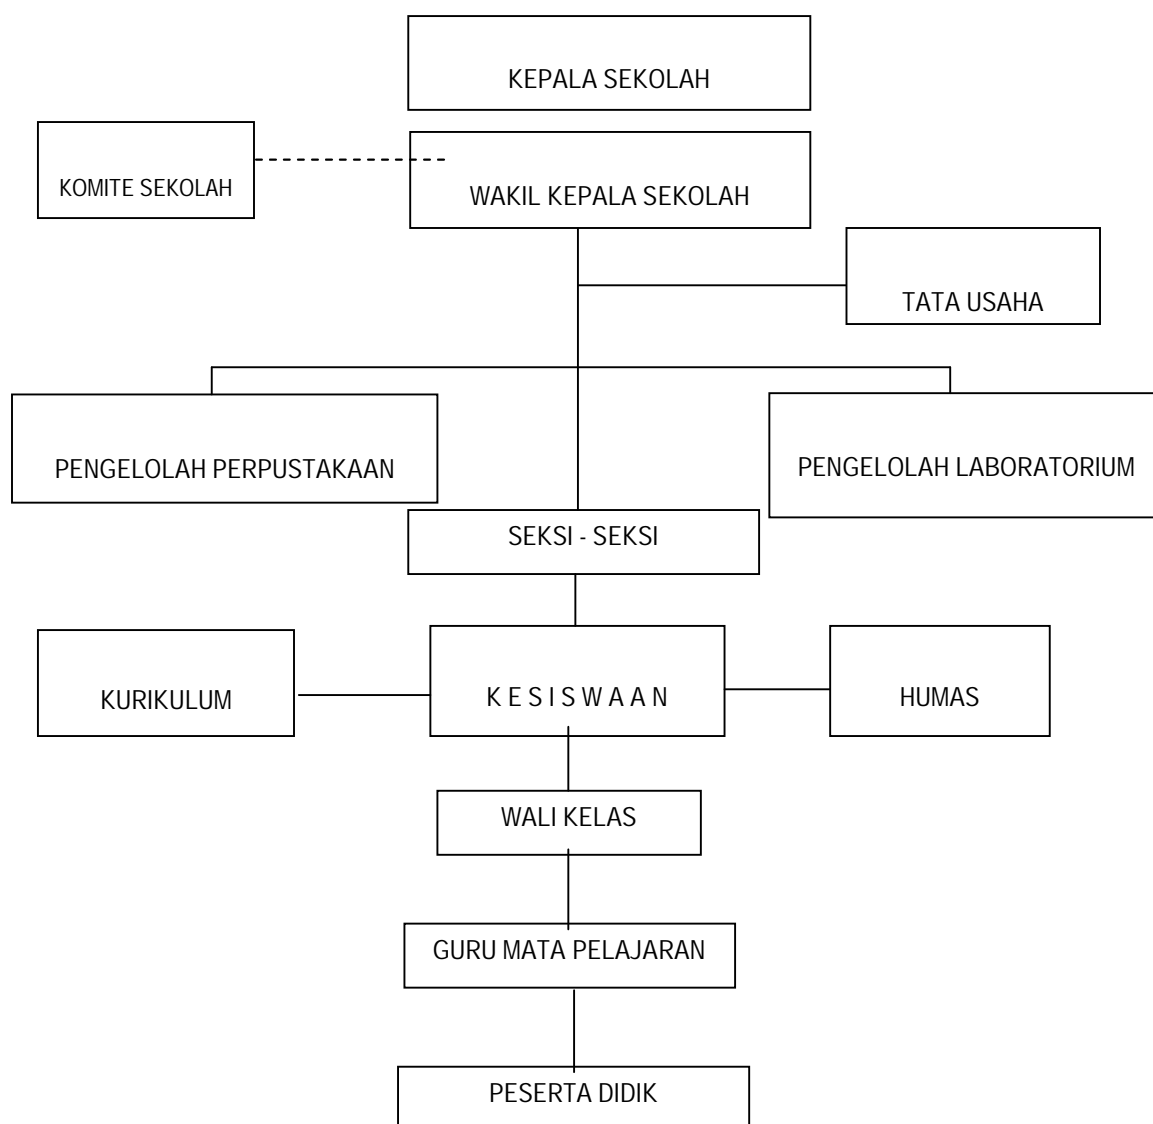 KEPALA SEKOLAH
KOMITE SEKOLAH
WAKIL KEPALA SEKOLAH
TATA USAHA
PENGELOLAH PERPUSTAKAAN
PENGELOLAH LABORATORIUM
SEKSI - SEKSI
KURIKULUM
K E S I S W A A N
HUMAS
WALI KELAS
GURU MATA PELAJARAN
PESERTA DIDIK